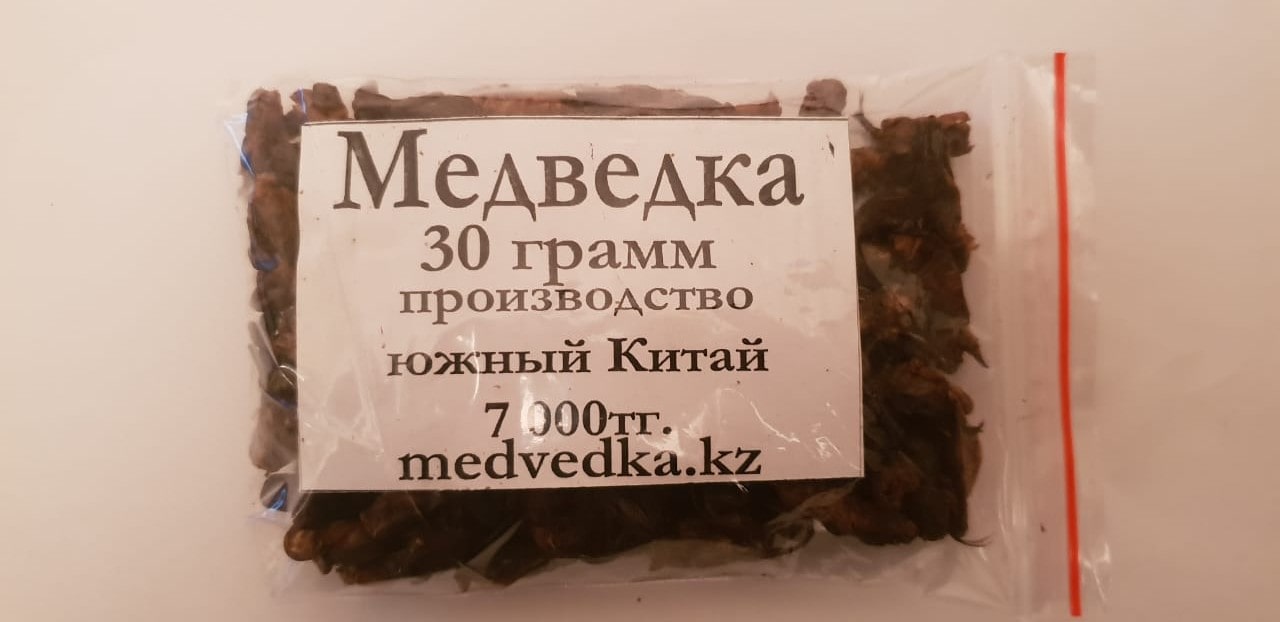 Медведка
30 грамм
производство
южный Китай
7 000тг.
medvedka.kz